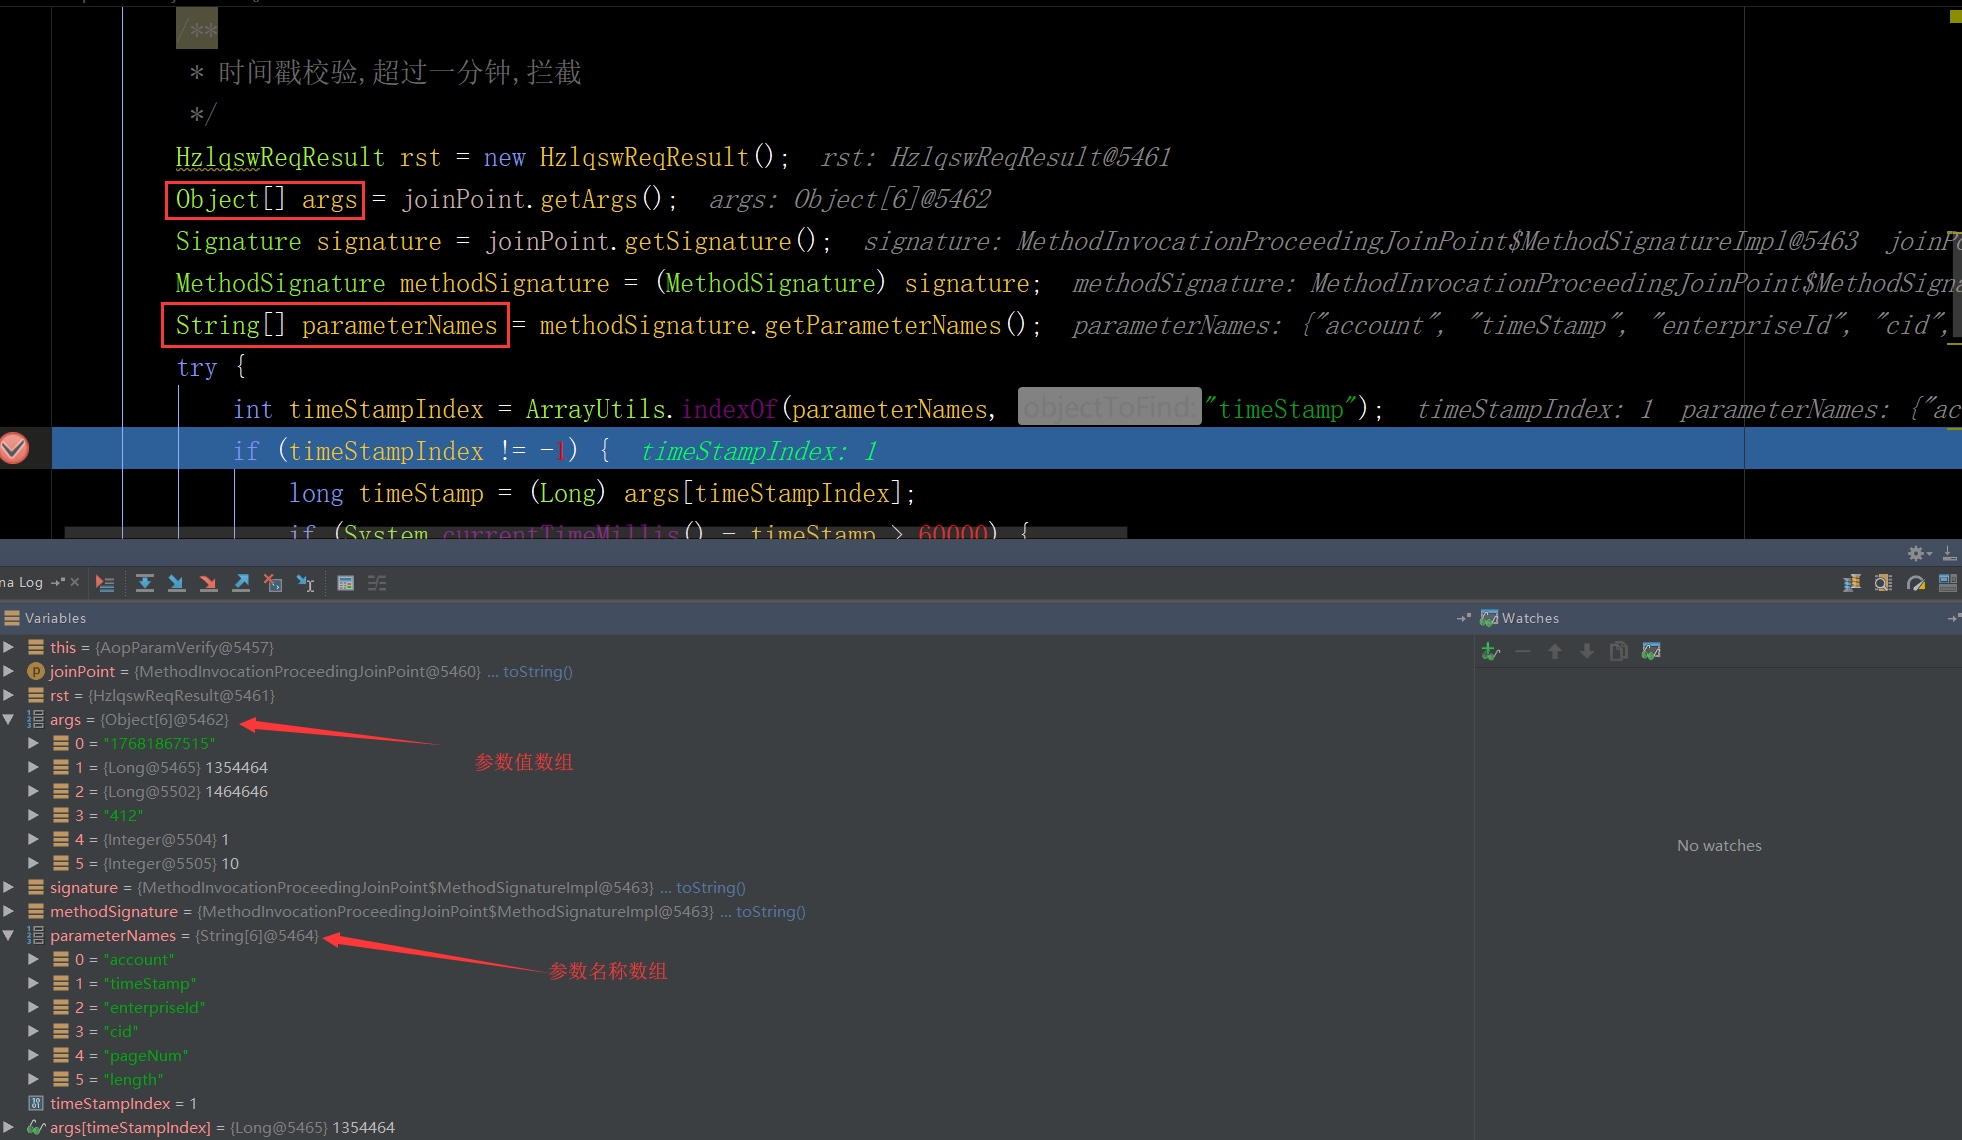 /**
* 时间戳校验,超过一分钟,拦截
*/
HzlqswReqResult rst = new HzlqswReqResult(); rst: HzlqswReqResult@5461
Object[] args = joinPoint.getArgs(); args: Object[6]@5462
Signature signature = joinPoint.getSignature(); signature: MethodInvocationProceedingJoinPoint$MethodSignatureImpl@5463 joinPo
MethodSignature methodSignature = (MethodSignature) signature; methodSignature: MethodInvocationProceedingJoinPoint$MethodSigna
String[] parameterNames = methodSignature.getParameterNames(); parameterNames: {"account", "timeStamp", "enterpriseId", "cid",
try {
int timeStampIndex = ArrayUtils.indexOf(parameterNames, objectToFind: "timeStamp"); timeStampIndex: 1 parameterNames: {"ac
if (timeStampIndex != -1) { timeStampIndex: 1
long timeStamp = (Long) args[timeStampIndex];
if (System.currentTimeMillis() - timeStamp > 60000) {
na Log
Variables
Watches
this = {AopParamVerify@5457}
joinPoint = {MethodInvocationProceedingJoinPoint@5460} ... toString()
rst = {HzlqswReqResult@5461}
args = {Object[6]@5462}
0 = "17681867515"
参数值数组
1 = {Long@5465} 1354464
2 = {Long@5502} 1464646
3 = "412"
4 = {Integer@5504} 1
5 = {Integer@5505} 10
No watches
signature = {MethodInvocationProceedingJoinPoint$MethodSignatureImpl@5463} ... toString()
methodSignature = {MethodInvocationProceedingJoinPoint$MethodSignatureImpl@5463} ... toString()
parameterNames = {String[6]@5464}
0 = "account"
参数名称数组
1 = "timeStamp"
2 = "enterpriseId"
3 = "cid"
4 = "pageNum"
5 = "length"
timeStampIndex = 1
args[timeStampIndex] = {Long@5465} 1354464